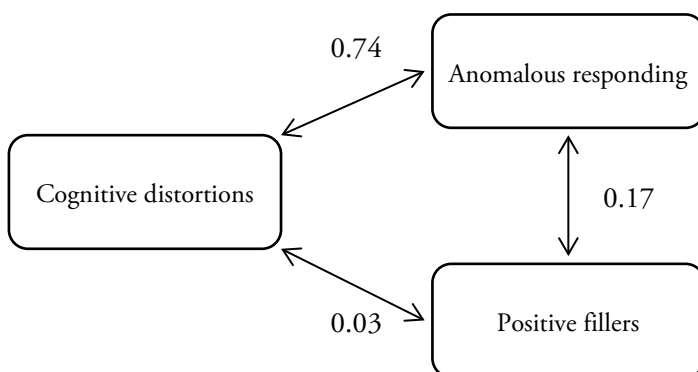 0.74
Anomalous responding
Cognitive distortions
0.17
0.03
Positive fillers